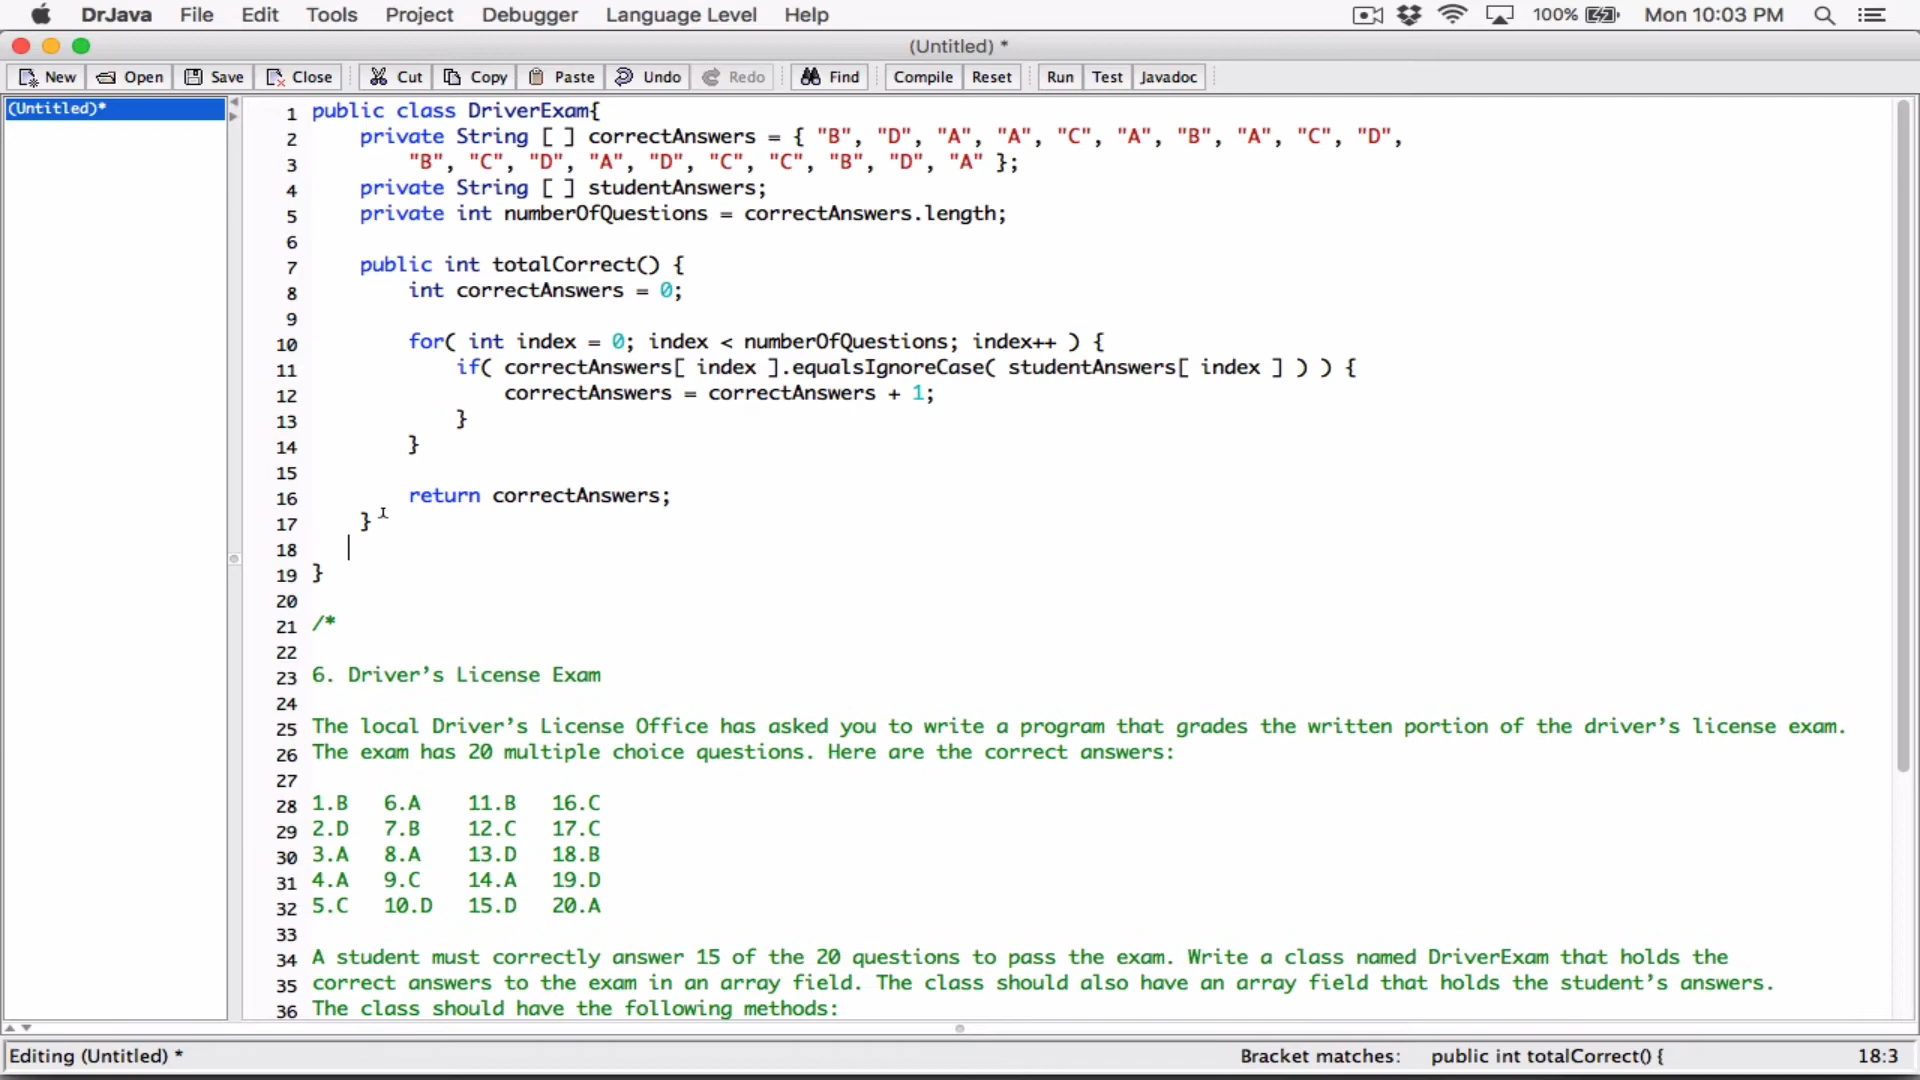 DrJava File Edit Tools Project Debugger Language Level Help 100% Mon 10:03 PM
(Untitled) *
New Open Save Close Cut Copy Paste Undo Redo Find Compile Reset Run Test Javadoc
(Untitled)*
1 public class DriverExam{
2 private String [ ] correctAnswers = { "B", "D", "A", "A", "C", "A", "B", "A", "C", "D",
3 "B", "C", "D", "A", "D", "C", "C", "B", "D", "A" };
4 private String [ ] studentAnswers;
5 private int numberOfQuestions = correctAnswers.length;
6
7 public int totalCorrect() {
8 int correctAnswers = 0;
9
10 for( int index = 0; index < numberOfQuestions; index++ ) {
11 if( correctAnswers[ index ].equalsIgnoreCase( studentAnswers[ index ] ) ) {
12 correctAnswers = correctAnswers + 1;
13 }
14 }
15
16 return correctAnswers;
17 }
18
19 }
20
21 /*
22
23 6. Driver’s License Exam
24
25 The local Driver’s License Office has asked you to write a program that grades the written portion of the driver’s license exam.
26 The exam has 20 multiple choice questions. Here are the correct answers:
27
28 1.B 6.A 11.B 16.C
29 2.D 7.B 12.C 17.C
30 3.A 8.A 13.D 18.B
31 4.A 9.C 14.A 19.D
32 5.C 10.D 15.D 20.A
33
34 A student must correctly answer 15 of the 20 questions to pass the exam. Write a class named DriverExam that holds the
35 correct answers to the exam in an array field. The class should also have an array field that holds the student’s answers.
36 The class should have the following methods:
Editing (Untitled) * Bracket matches: public int totalCorrect() { 18:3